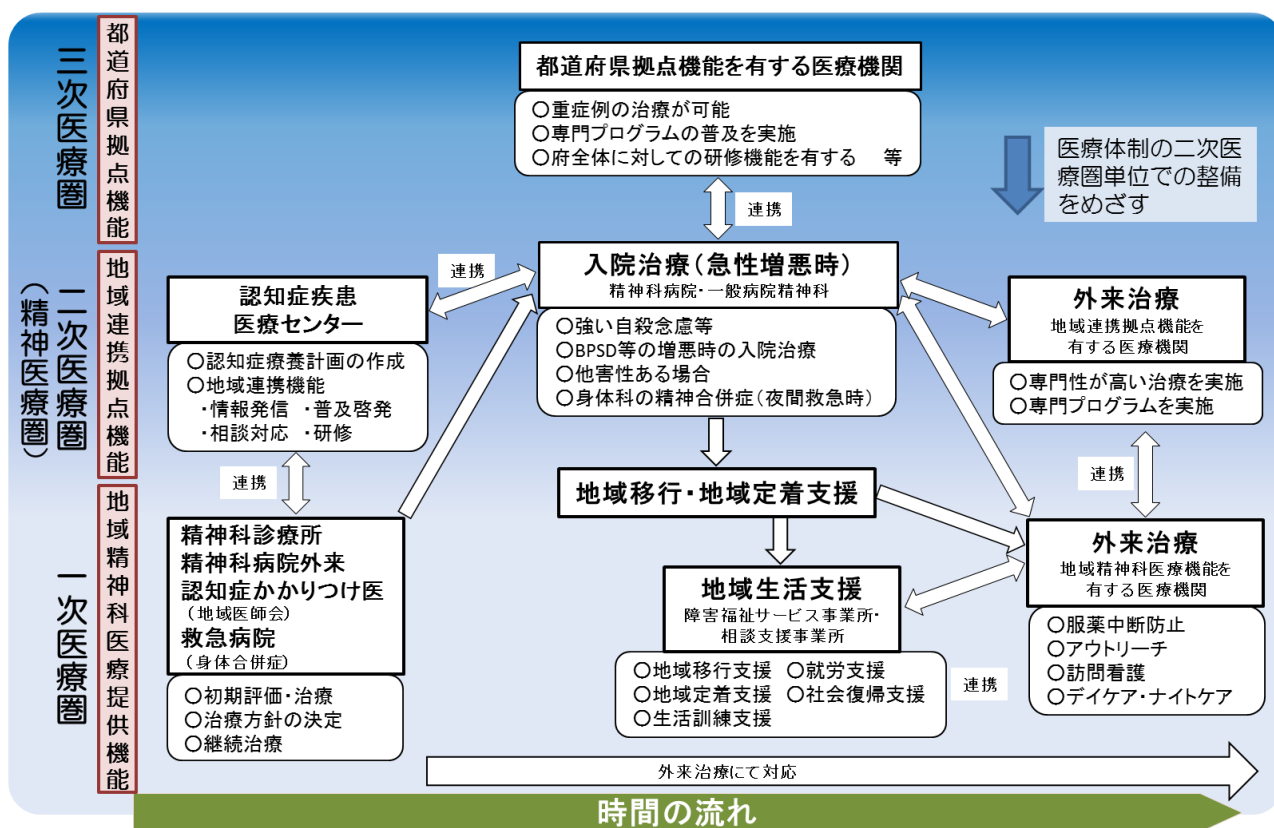 三次医療圏
都道府県拠点機能
二次医療圏
(精神医療圏)
地域連携拠点機能
一次医療圏
地域精神科医療提供機能
都道府県拠点機能を有する医療機関
○重症例の治療が可能
○専門プログラムの普及を実施
○府全体に対しての研修機能を有する 等
医療体制の二次医
療圏単位での整備
をめざす
連携
入院治療(急性増悪時)
精神科病院・一般病院精神科
○強い自殺念慮等
○BPSD等の増悪時の入院治療
○他害性ある場合
○身体科の精神合併症(夜間救急時)
連携
認知症疾患
医療センター
○認知症療養計画の作成
○地域連携機能
・情報発信 ・普及啓発
・相談対応 ・研修
連携
外来治療
地域連携拠点機能を
有する医療機関
○専門性が高い治療を実施
○専門プログラムを実施
連携
精神科診療所
精神科病院外来
認知症かかりつけ医
(地域医師会)
救急病院
(身体合併症)
○初期評価・治療
○治療方針の決定
○継続治療
地域移行・地域定着支援
地域生活支援
障害福祉サービス事業所・
相談支援事業所
○地域移行支援 ○就労支援
○地域定着支援 ○社会復帰支援
○生活訓練支援
連携
外来治療
地域精神科医療機能を
有する医療機関
○服薬中断防止
○アウトリーチ
○訪問看護
○デイケア・ナイトケア
外来治療にて対応
時間の流れ